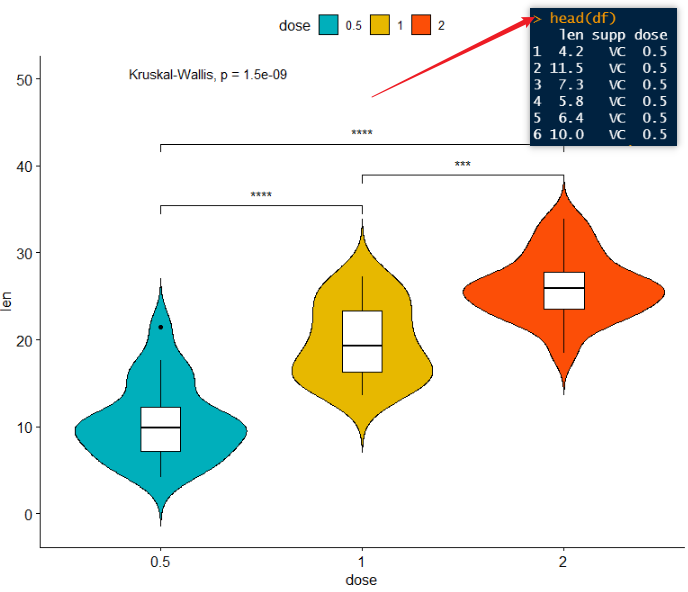 dose 0.5 1 2
> head(df)
len supp dose
1 4.2 VC 0.5
2 11.5 VC 0.5
3 7.3 VC 0.5
4 5.8 VC 0.5
5 6.4 VC 0.5
6 10.0 VC 0.5
Kruskal-Wallis, p = 1.5e-09
****
***
****
50
40
30
20
10
0
len
0.5 1 2
dose